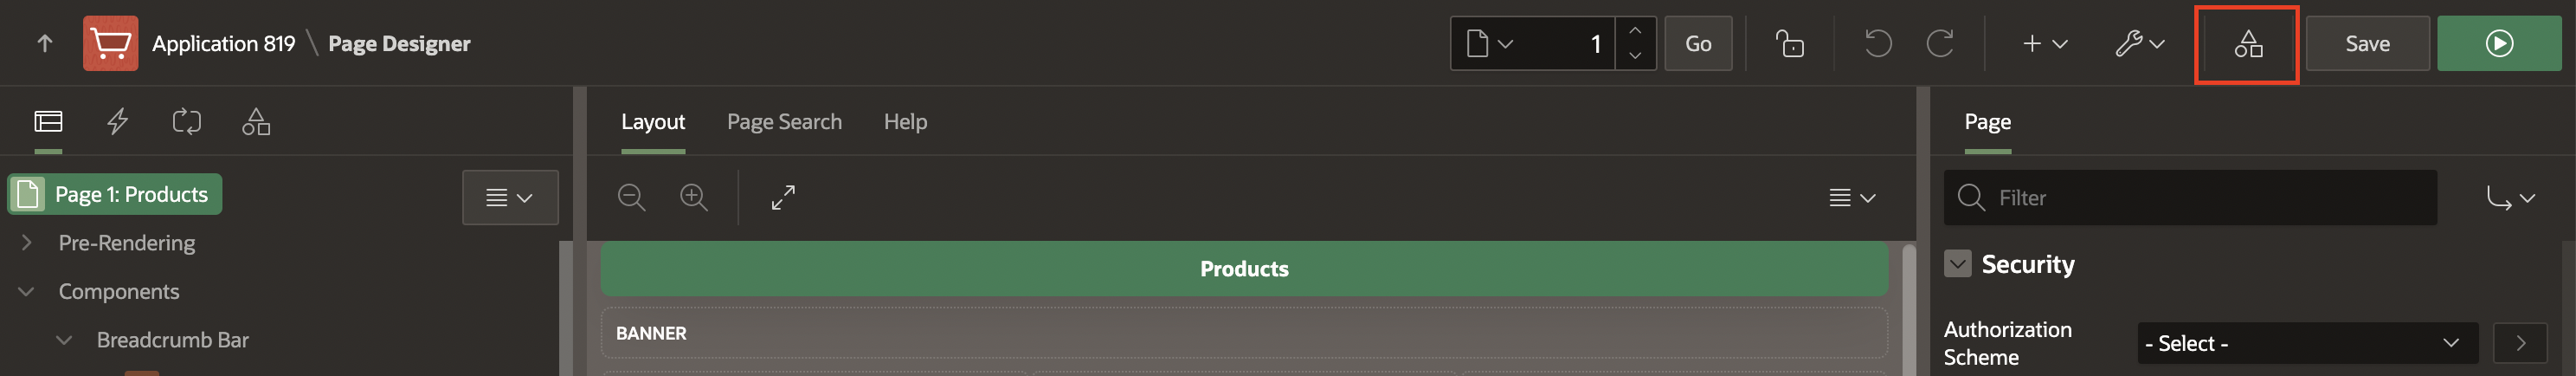 Application 819 \ Page Designer
1
Go
Save
Layout
Page Search
Help
Page
Page 1: Products
Filter
Pre-Rendering
Products
Security
Components
BANNER
Breadcrumb Bar
Authorization
Scheme
- Select -